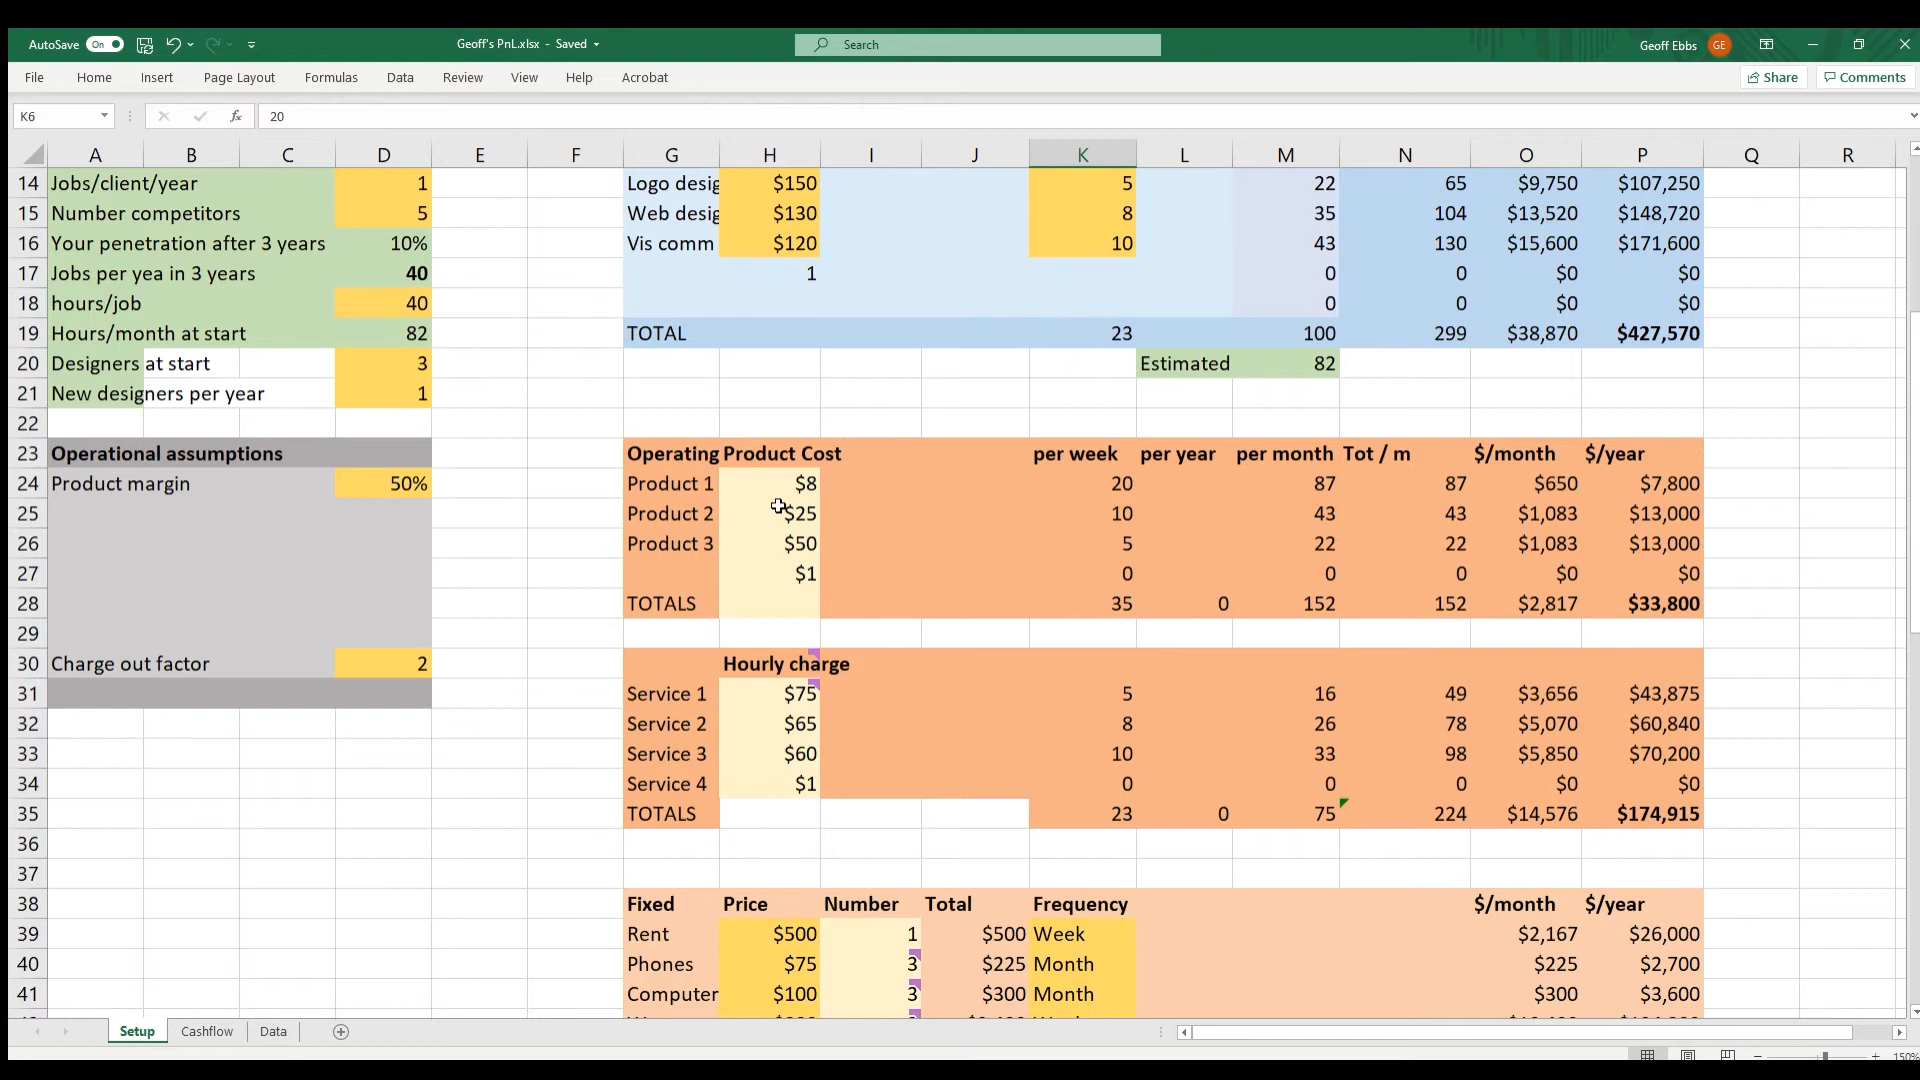 AutoSave On Geoff's PnL.xlsx - Saved Search Geoff Ebbs GE
File Home Insert Page Layout Formulas Data Review View Help Acrobat Share Comments
K6 fx 20
A B C D E F G H I J K L M N O P Q R
14 Jobs/client/year 1 Logo desig $150 5 22 65 $9,750 $107,250
15 Number competitors 5 Web desig $130 8 35 104 $13,520 $148,720
16 Your penetration after 3 years 10% Vis comm $120 10 43 130 $15,600 $171,600
17 Jobs per yea in 3 years 40 1 0 0 $0 $0
18 hours/job 40 0 0 $0 $0
19 Hours/month at start 82 TOTAL 23 100 299 $38,870 $427,570
20 Designers at start 3 Estimated 82
21 New designers per year 1
22
23 Operational assumptions Operating Product Cost per week per year per month Tot / m $/month $/year
24 Product margin 50% Product 1 $8 20 87 87 $650 $7,800
25 Product 2 $25 10 43 43 $1,083 $13,000
26 Product 3 $50 5 22 22 $1,083 $13,000
27 $1 0 0 0 $0 $0
28 TOTALS 35 0 152 152 $2,817 $33,800
29
30 Charge out factor 2 Hourly charge
31 Service 1 $75 5 16 49 $3,656 $43,875
32 Service 2 $65 8 26 78 $5,070 $60,840
33 Service 3 $60 10 33 98 $5,850 $70,200
34 Service 4 $1 0 0 0 $0 $0
35 TOTALS 23 0 75 224 $14,576 $174,915
36
37
38 Fixed Price Number Total Frequency $/month $/year
39 Rent $500 1 $500 Week $2,167 $26,000
40 Phones $75 3 $225 Month $225 $2,700
41 Computer $100 3 $300 Month $300 $3,600
Setup Cashflow Data
150%